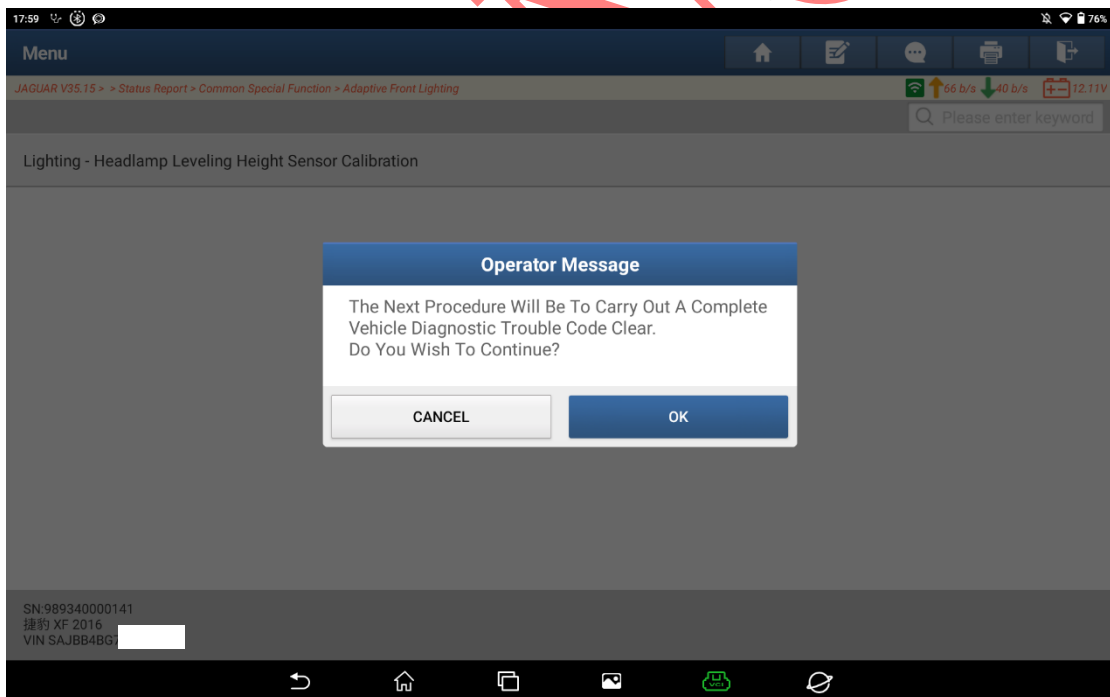 17:59
76%
Menu
JAGUAR V35.15 > > Status Report > Common Special Function > Adaptive Front Lighting
66 b/s 40 b/s 12.11V
Please enter keyword
Lighting - Headlamp Leveling Height Sensor Calibration
Operator Message
The Next Procedure Will Be To Carry Out A Complete
Vehicle Diagnostic Trouble Code Clear.
Do You Wish To Continue?
CANCEL
OK
SN:989340000141
捷豹 XF 2016
VIN SAJBB4BG
VCI